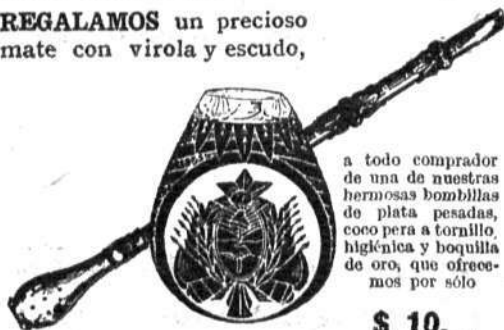 REGALAMOS un precioso
mate con virola y escudo,
a todo comprador
de una de nuestras
hermosas bombillas
de plata pesadas,
coco pera a tornillo,
higiénica y boquilla
de oro, que ofrece-
mos por sólo
$ 10.